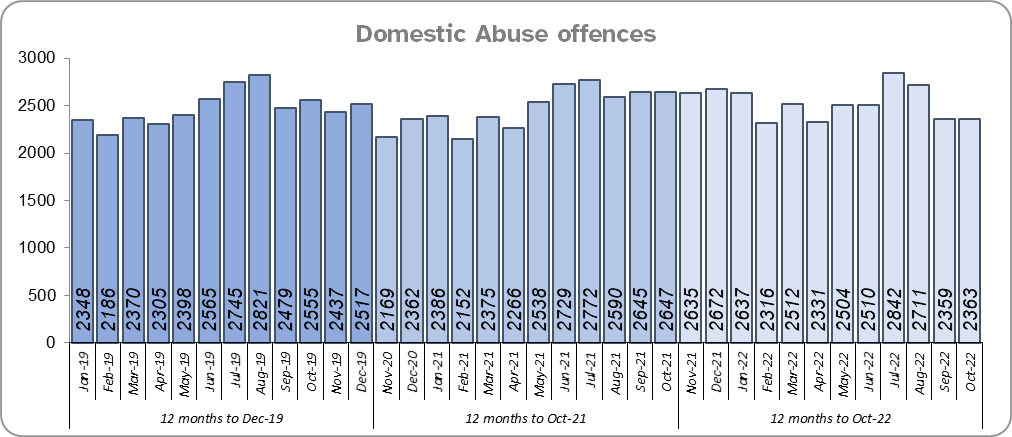 Domestic Abuse offences
3000
2500
2000
1500
1000
500
0
2348
2186
2370
2305
2398
2565
2745
2821
2479
2555
2437
2517
2169
2362
2386
2152
2375
2266
2538
2729
2772
2590
2645
2647
2635
2672
2637
2316
2512
2331
2504
2510
2842
2711
2359
2363
Jan-19
Feb-19
Mar-19
Apr-19
May-19
Jun-19
Jul-19
Aug-19
Sep-19
Oct-19
Nov-19
Dec-19
Nov-20
Dec-20
Jan-21
Feb-21
Mar-21
Apr-21
May-21
Jun-21
Jul-21
Aug-21
Sep-21
Oct-21
Nov-21
Dec-21
Jan-22
Feb-22
Mar-22
Apr-22
May-22
Jun-22
Jul-22
Aug-22
Sep-22
Oct-22
12 months to Dec-19
12 months to Oct-21
12 months to Oct-22